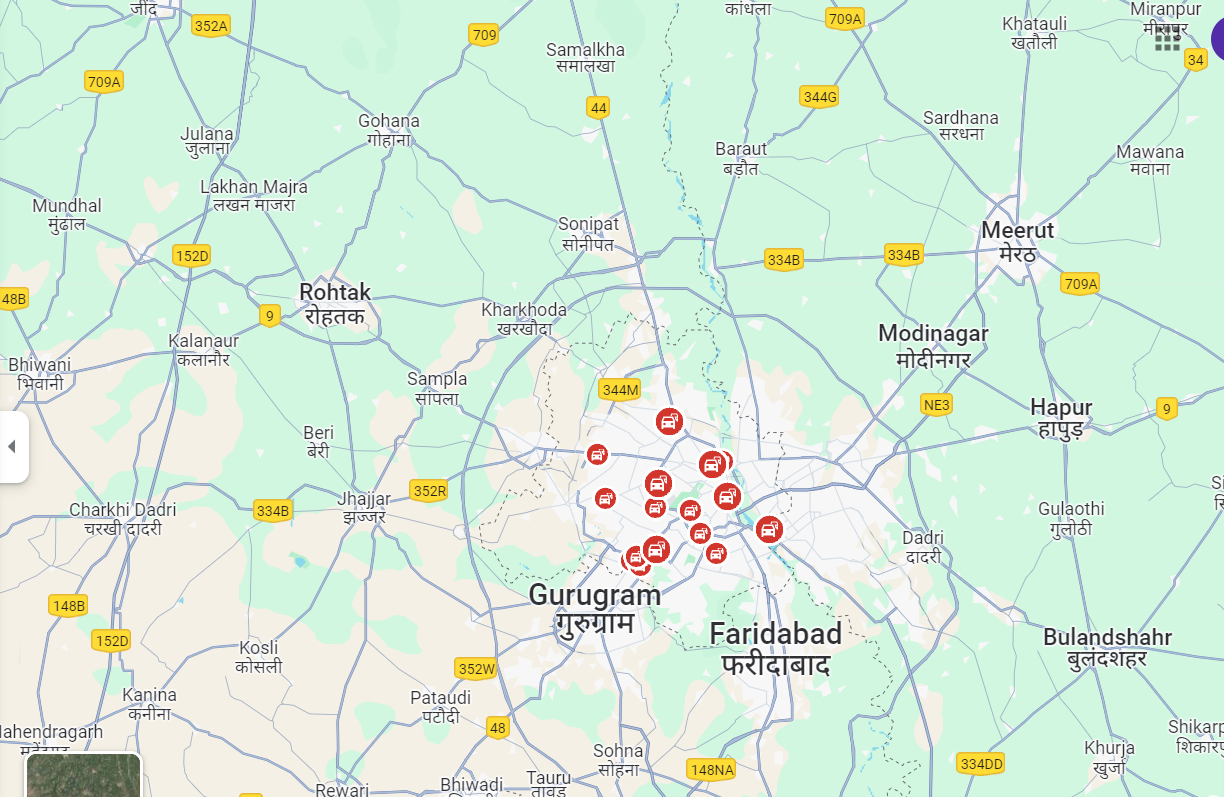 जींद
352A
709
Samalkha
समालखा
कांधला
709A
Khatauli
खतौली
Miranpur
मीरापुर
34
709A
44
344G
Julana
जुलाना
Gohana
गोहाना
Sardhana
सरधना
Baraut
बड़ौत
Mawana
मवाना
Lakhan Majra
लखन माजरा
Mundhal
मुंढाल
Sonipat
सोनीपत
Meerut
मेरठ
152D
334B
334B
709A
48B
Rohtak
रोहतक
9
Kharkhoda
खरखौदा
Kalanaur
कलानौर
Modinagar
मोदीनगर
Bhiwani
भिवानी
Sampla
सांपला
344M
NE3
Hapur
हापुड़
9
Beri
बेरी
352R
Jhajjar
झज्जर
334B
Charkhi Dadri
चरखी दादरी
Gulaothi
गुलोठी
Dadri
दादरी
Gurugram
गुरुग्राम
148B
152D
Faridabad
फरीदाबाद
Bulandshahr
बुलंदशहर
Kosli
कोसली
352W
Kanina
कनीना
Pataudi
पटौदी
48
Sohna
सोहना
148NA
334DD
Khurja
खुर्जा
Rewari
Bhiwadi
Tauru